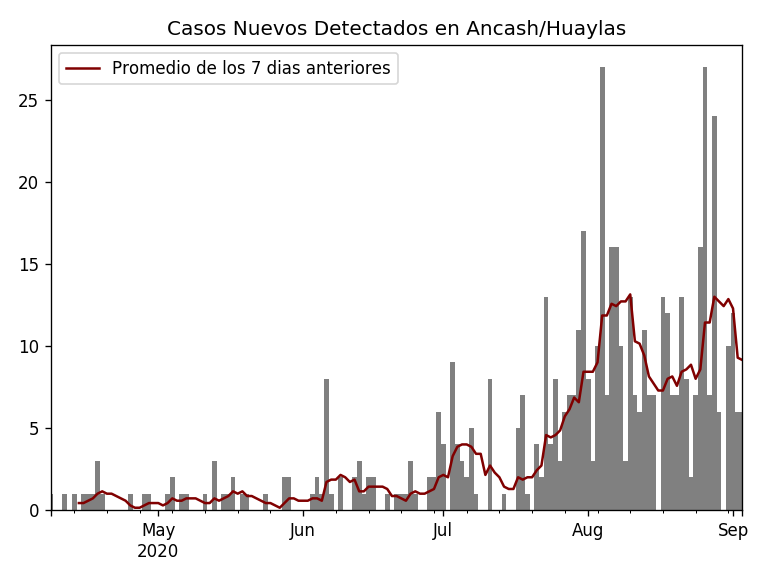 Casos Nuevos Detectados en Ancash/Huaylas
Promedio de los 7 dias anteriores
25
20
15
10
5
0
May Jun Jul Aug Sep
2020